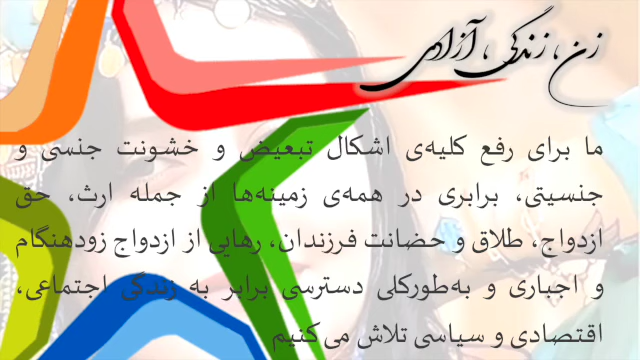 زن، زندگی، آزادی
ما برای رفع کلیه‌ی اشکال تبعیض و خشونت جنسی و
جنسیتی، برابری در همه‌ی زمینه‌ها از جمله ارث، حق
ازدواج، طلاق و حضانت فرزندان، رهایی از ازدواج زودهنگام
و اجباری و به‌طورکلی دسترسی برابر به زندگی اجتماعی،
اقتصادی و سیاسی تلاش می کنیم